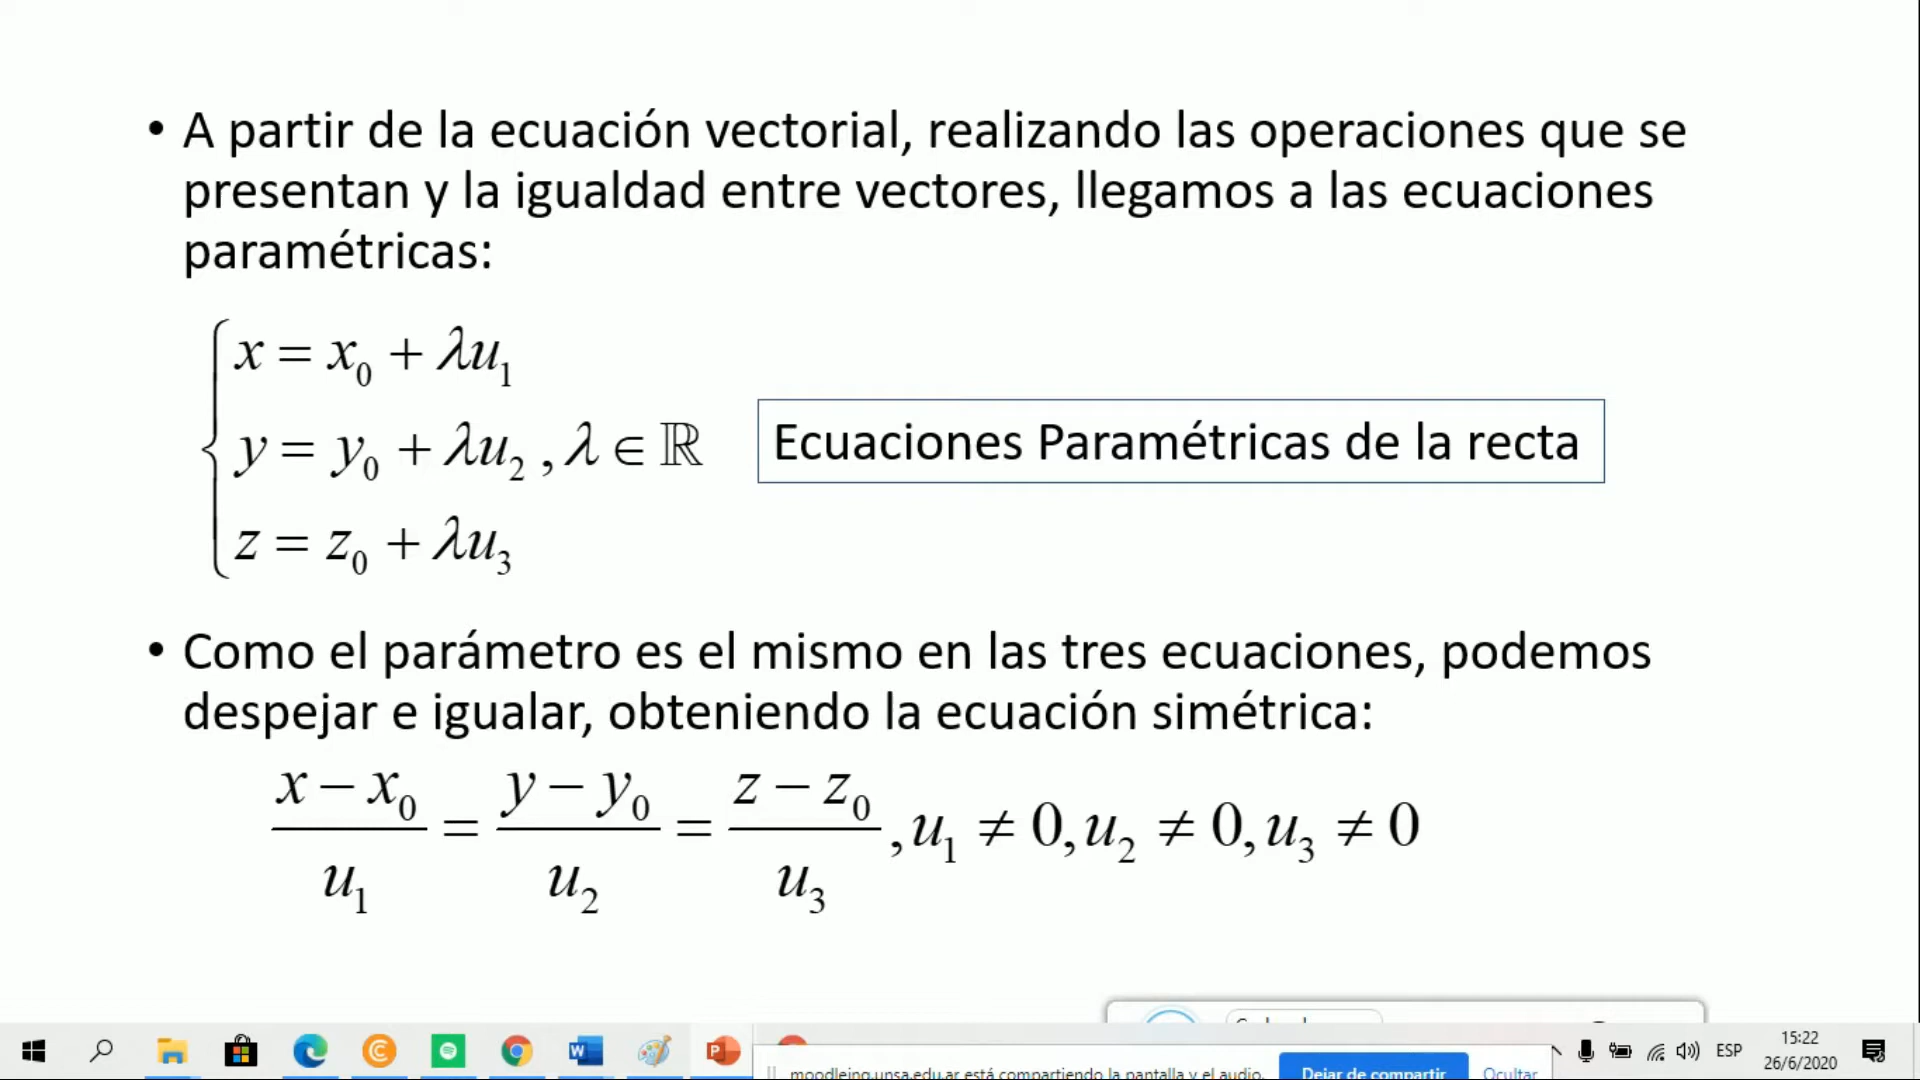 • A partir de la ecuación vectorial, realizando las operaciones que se
presentan y la igualdad entre vectores, llegamos a las ecuaciones
paramétricas:
x = x₀ + λu₁
y = y₀ + λu₂ , λ ∈ ℝ
z = z₀ + λu₃
Ecuaciones Paramétricas de la recta
• Como el parámetro es el mismo en las tres ecuaciones, podemos
despejar e igualar, obteniendo la ecuación simétrica:
(x − x₀)/u₁ = (y − y₀)/u₂ = (z − z₀)/u₃ , u₁ ≠ 0, u₂ ≠ 0, u₃ ≠ 0
ESP
15:22
26/6/2020
moodleing.unsa.edu.ar está compartiendo la pantalla y el audio.
Dejar de compartir
Ocultar